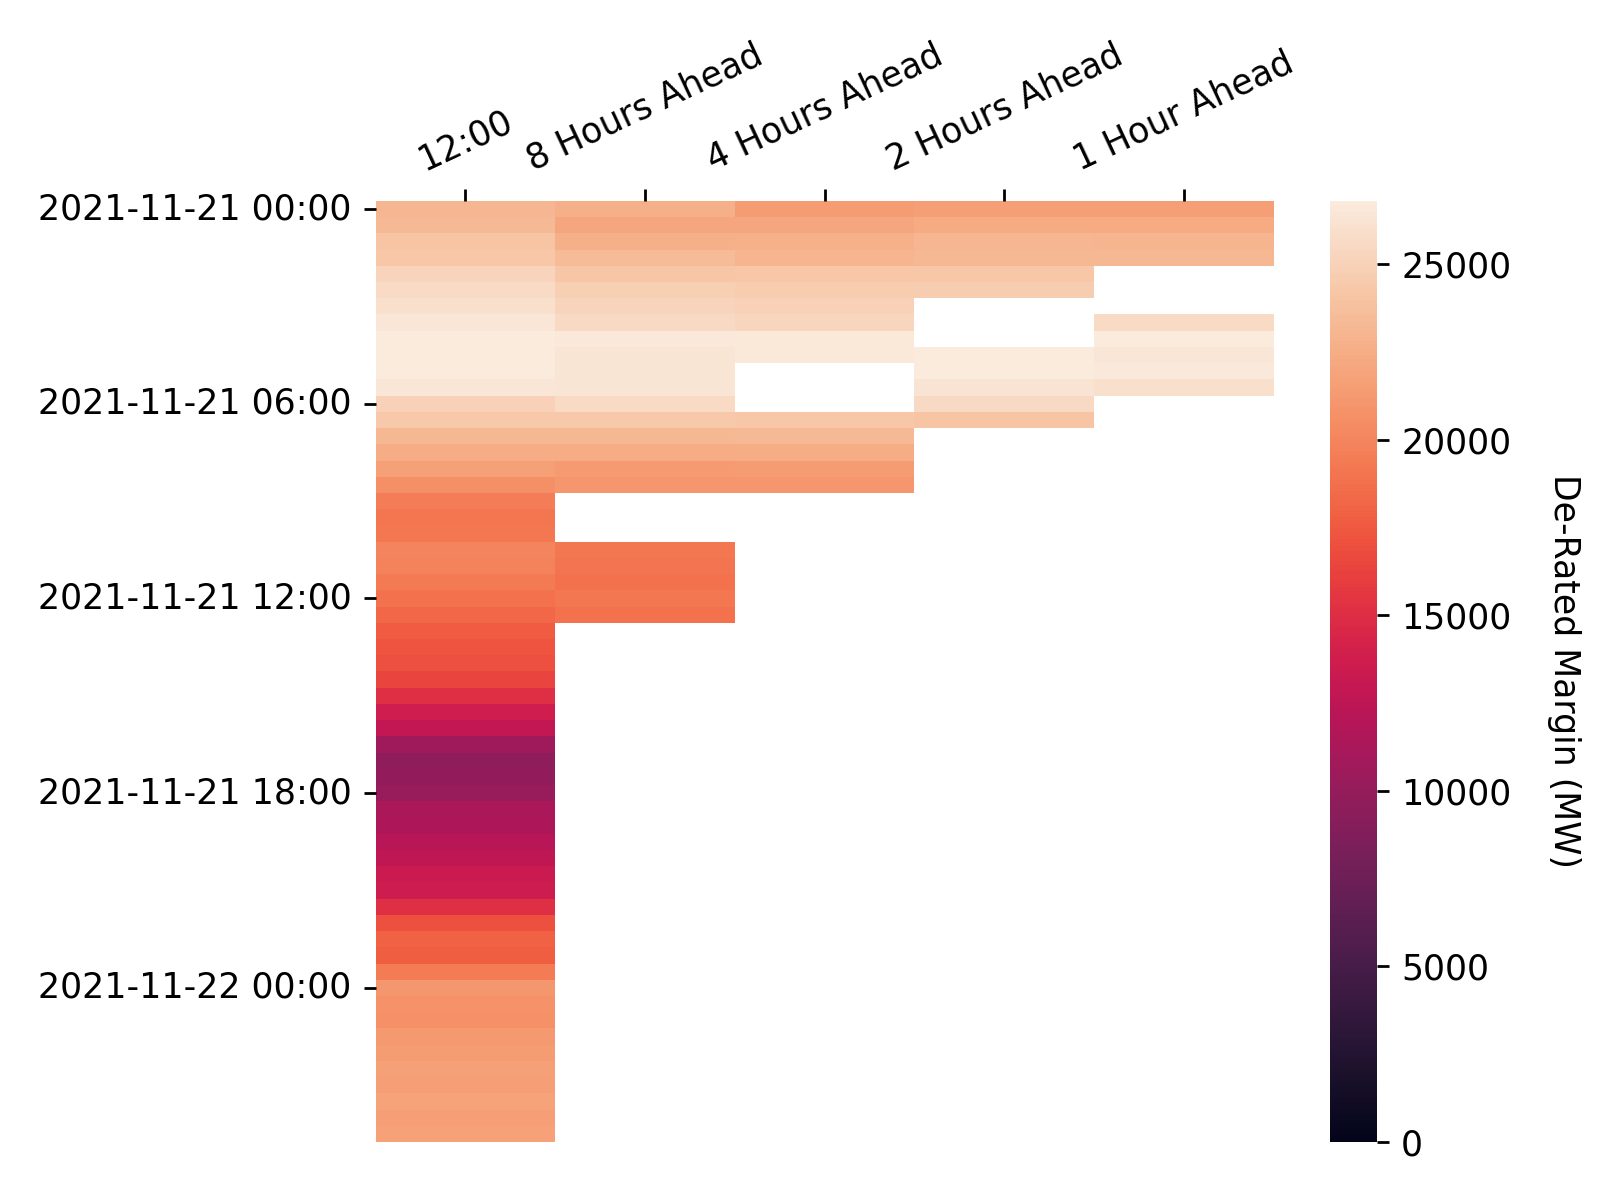 12:00
8 Hours Ahead
4 Hours Ahead
2 Hours Ahead
1 Hour Ahead
2021-11-21 00:00
2021-11-21 06:00
2021-11-21 12:00
2021-11-21 18:00
2021-11-22 00:00
25000
20000
15000
10000
5000
0
De-Rated Margin (MW)